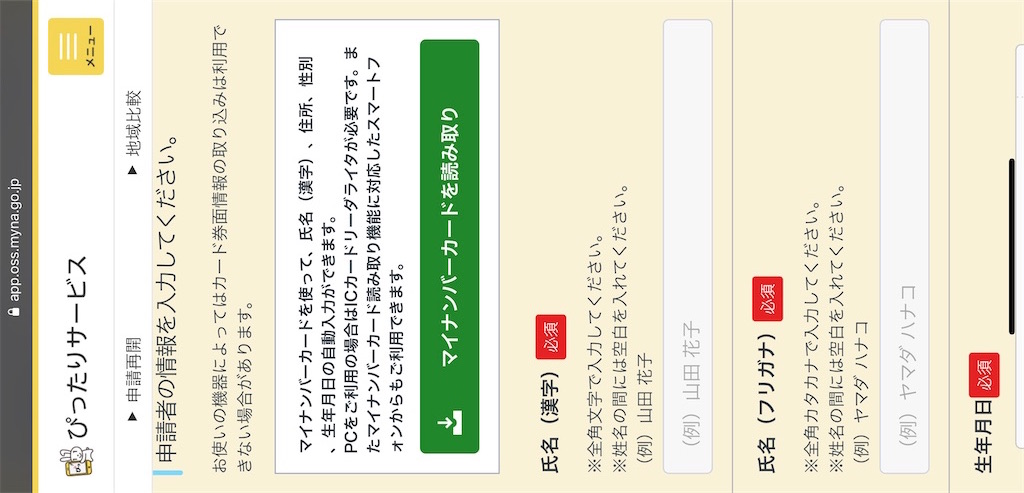 app.oss.myna.go.jp
ぴったりサービス
メニュー
▶ 申請再開
▶ 地域比較
申請者の情報を入力してください。
お使いの機器によってはカード券面情報の取り込みは利用で
きない場合があります。
マイナンバーカードを使って、氏名（漢字）、住所、性別
、生年月日の自動入力ができます。
PCをご利用の場合はICカードリーダライタが必要です。ま
たマイナンバーカード読み取り機能に対応したスマートフ
ォンからもご利用できます。
マイナンバーカードを読み取り
氏名（漢字） 必須
※全角文字で入力してください。
※姓名の間には空白を入れてください。
（例）山田 花子
（例）山田 花子
氏名（フリガナ） 必須
※全角カタカナで入力してください。
※姓名の間には空白を入れてください。
（例）ヤマダ ハナコ
（例）ヤマダ ハナコ
生年月日 必須